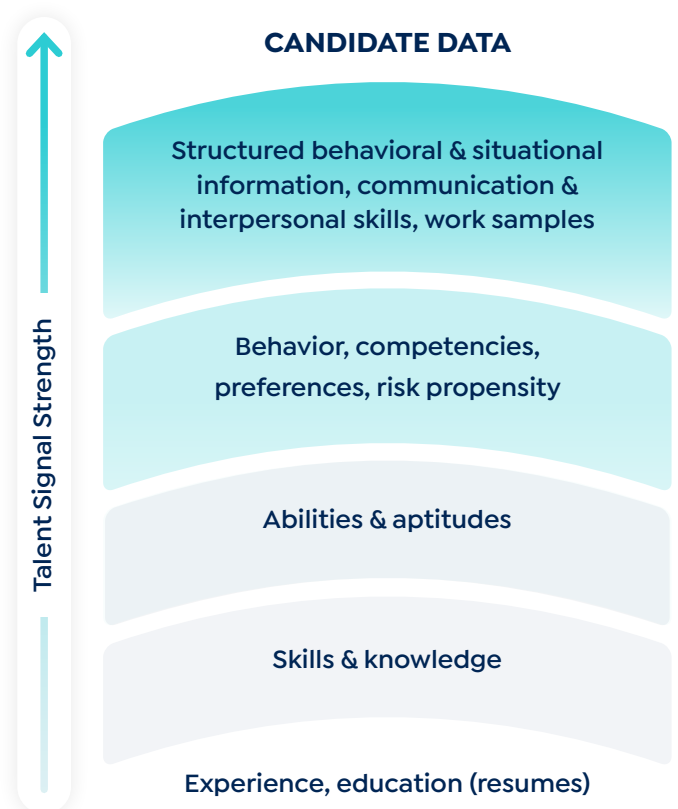 CANDIDATE DATA
Structured behavioral & situational
information, communication &
interpersonal skills, work samples
Behavior, competencies,
preferences, risk propensity
Abilities & aptitudes
Skills & knowledge
Experience, education (resumes)
Talent Signal Strength